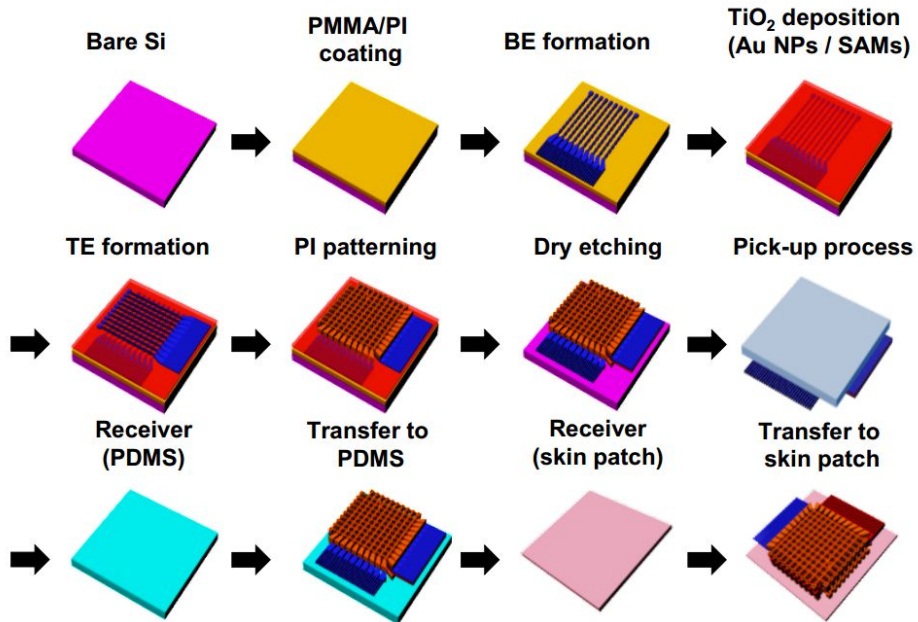 Bare Si
PMMA/PI
coating
BE formation
TiO₂ deposition
(Au NPs / SAMs)
TE formation
PI patterning
Dry etching
Pick-up process
Receiver
(PDMS)
Transfer to
PDMS
Receiver
(skin patch)
Transfer to
skin patch